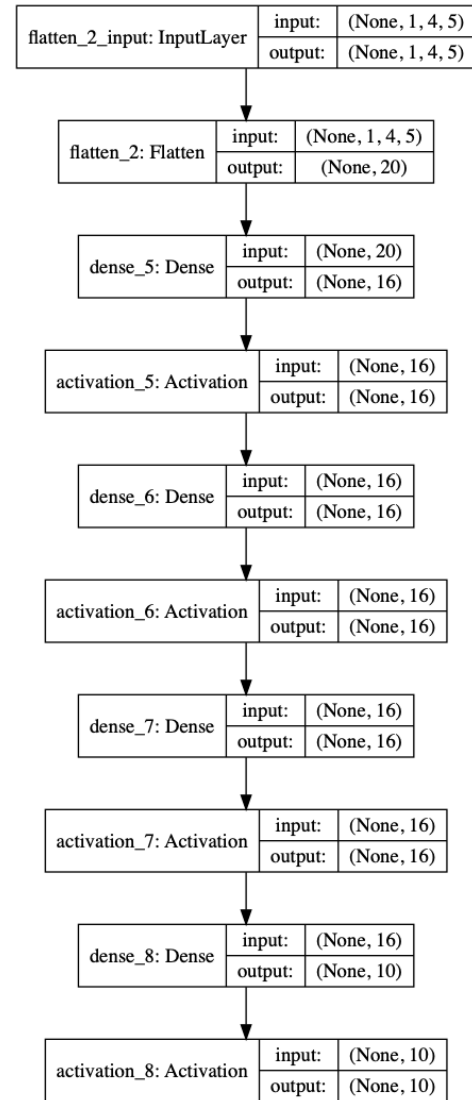 flatten_2_input: InputLayer
input: (None, 1, 4, 5)
output: (None, 1, 4, 5)
flatten_2: Flatten
input: (None, 1, 4, 5)
output: (None, 20)
dense_5: Dense
input: (None, 20)
output: (None, 16)
activation_5: Activation
input: (None, 16)
output: (None, 16)
dense_6: Dense
input: (None, 16)
output: (None, 16)
activation_6: Activation
input: (None, 16)
output: (None, 16)
dense_7: Dense
input: (None, 16)
output: (None, 16)
activation_7: Activation
input: (None, 16)
output: (None, 16)
dense_8: Dense
input: (None, 16)
output: (None, 10)
activation_8: Activation
input: (None, 10)
output: (None, 10)